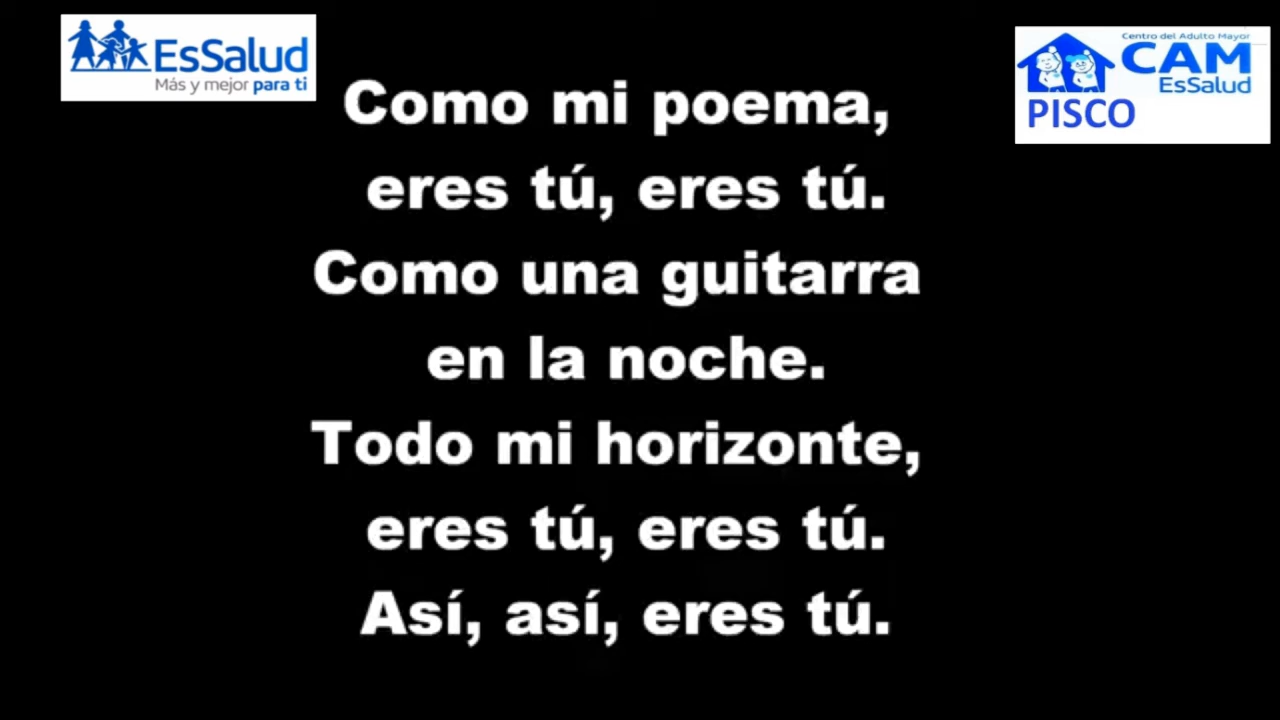 EsSalud
Más y mejor para ti
Centro del Adulto Mayor
CAM
EsSalud
PISCO
Como mi poema,
eres tú, eres tú.
Como una guitarra
en la noche.
Todo mi horizonte,
eres tú, eres tú.
Así, así, eres tú.